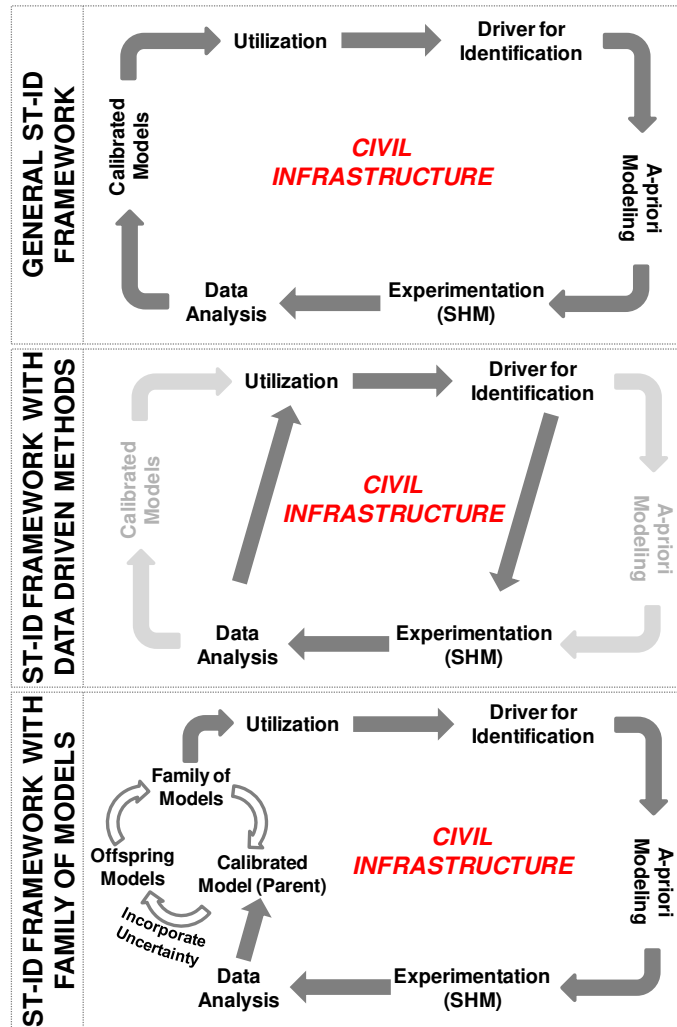 GENERAL ST-ID
FRAMEWORK
Utilization
Driver for
Identification
Calibrated
Models
CIVIL
INFRASTRUCTURE
A-priori
Modeling
Data
Analysis
Experimentation
(SHM)
ST-ID FRAMEWORK WITH
DATA DRIVEN METHODS
Utilization
Driver for
Identification
Calibrated
Models
CIVIL
INFRASTRUCTURE
A-priori
Modeling
Data
Analysis
Experimentation
(SHM)
ST-ID FRAMEWORK WITH
FAMILY OF MODELS
Utilization
Driver for
Identification
Family of
Models
Offspring
Models
Calibrated
Model (Parent)
Incorporate
Uncertainty
CIVIL
INFRASTRUCTURE
A-priori
Modeling
Data
Analysis
Experimentation
(SHM)